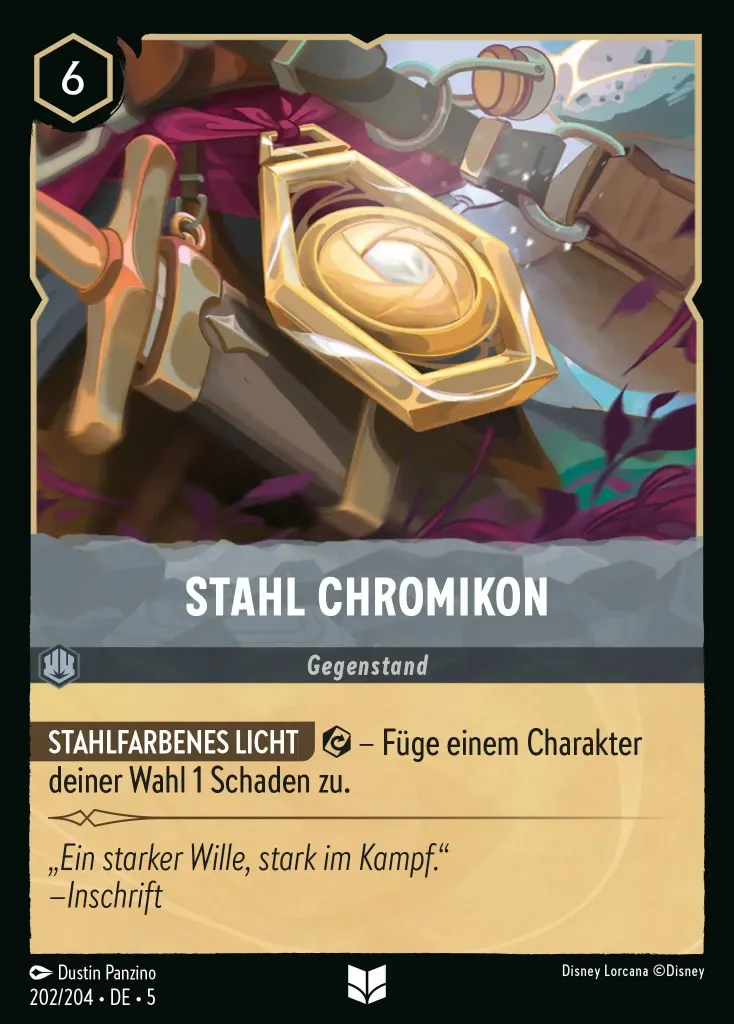 6
STAHL CHROMIKON
Gegenstand
STAHLFARBENES LICHT – Füge einem Charakter
deiner Wahl 1 Schaden zu.
„Ein starker Wille, stark im Kampf.“
–Inschrift
Dustin Panzino
Disney Lorcana ©Disney
202/204 • DE • 5